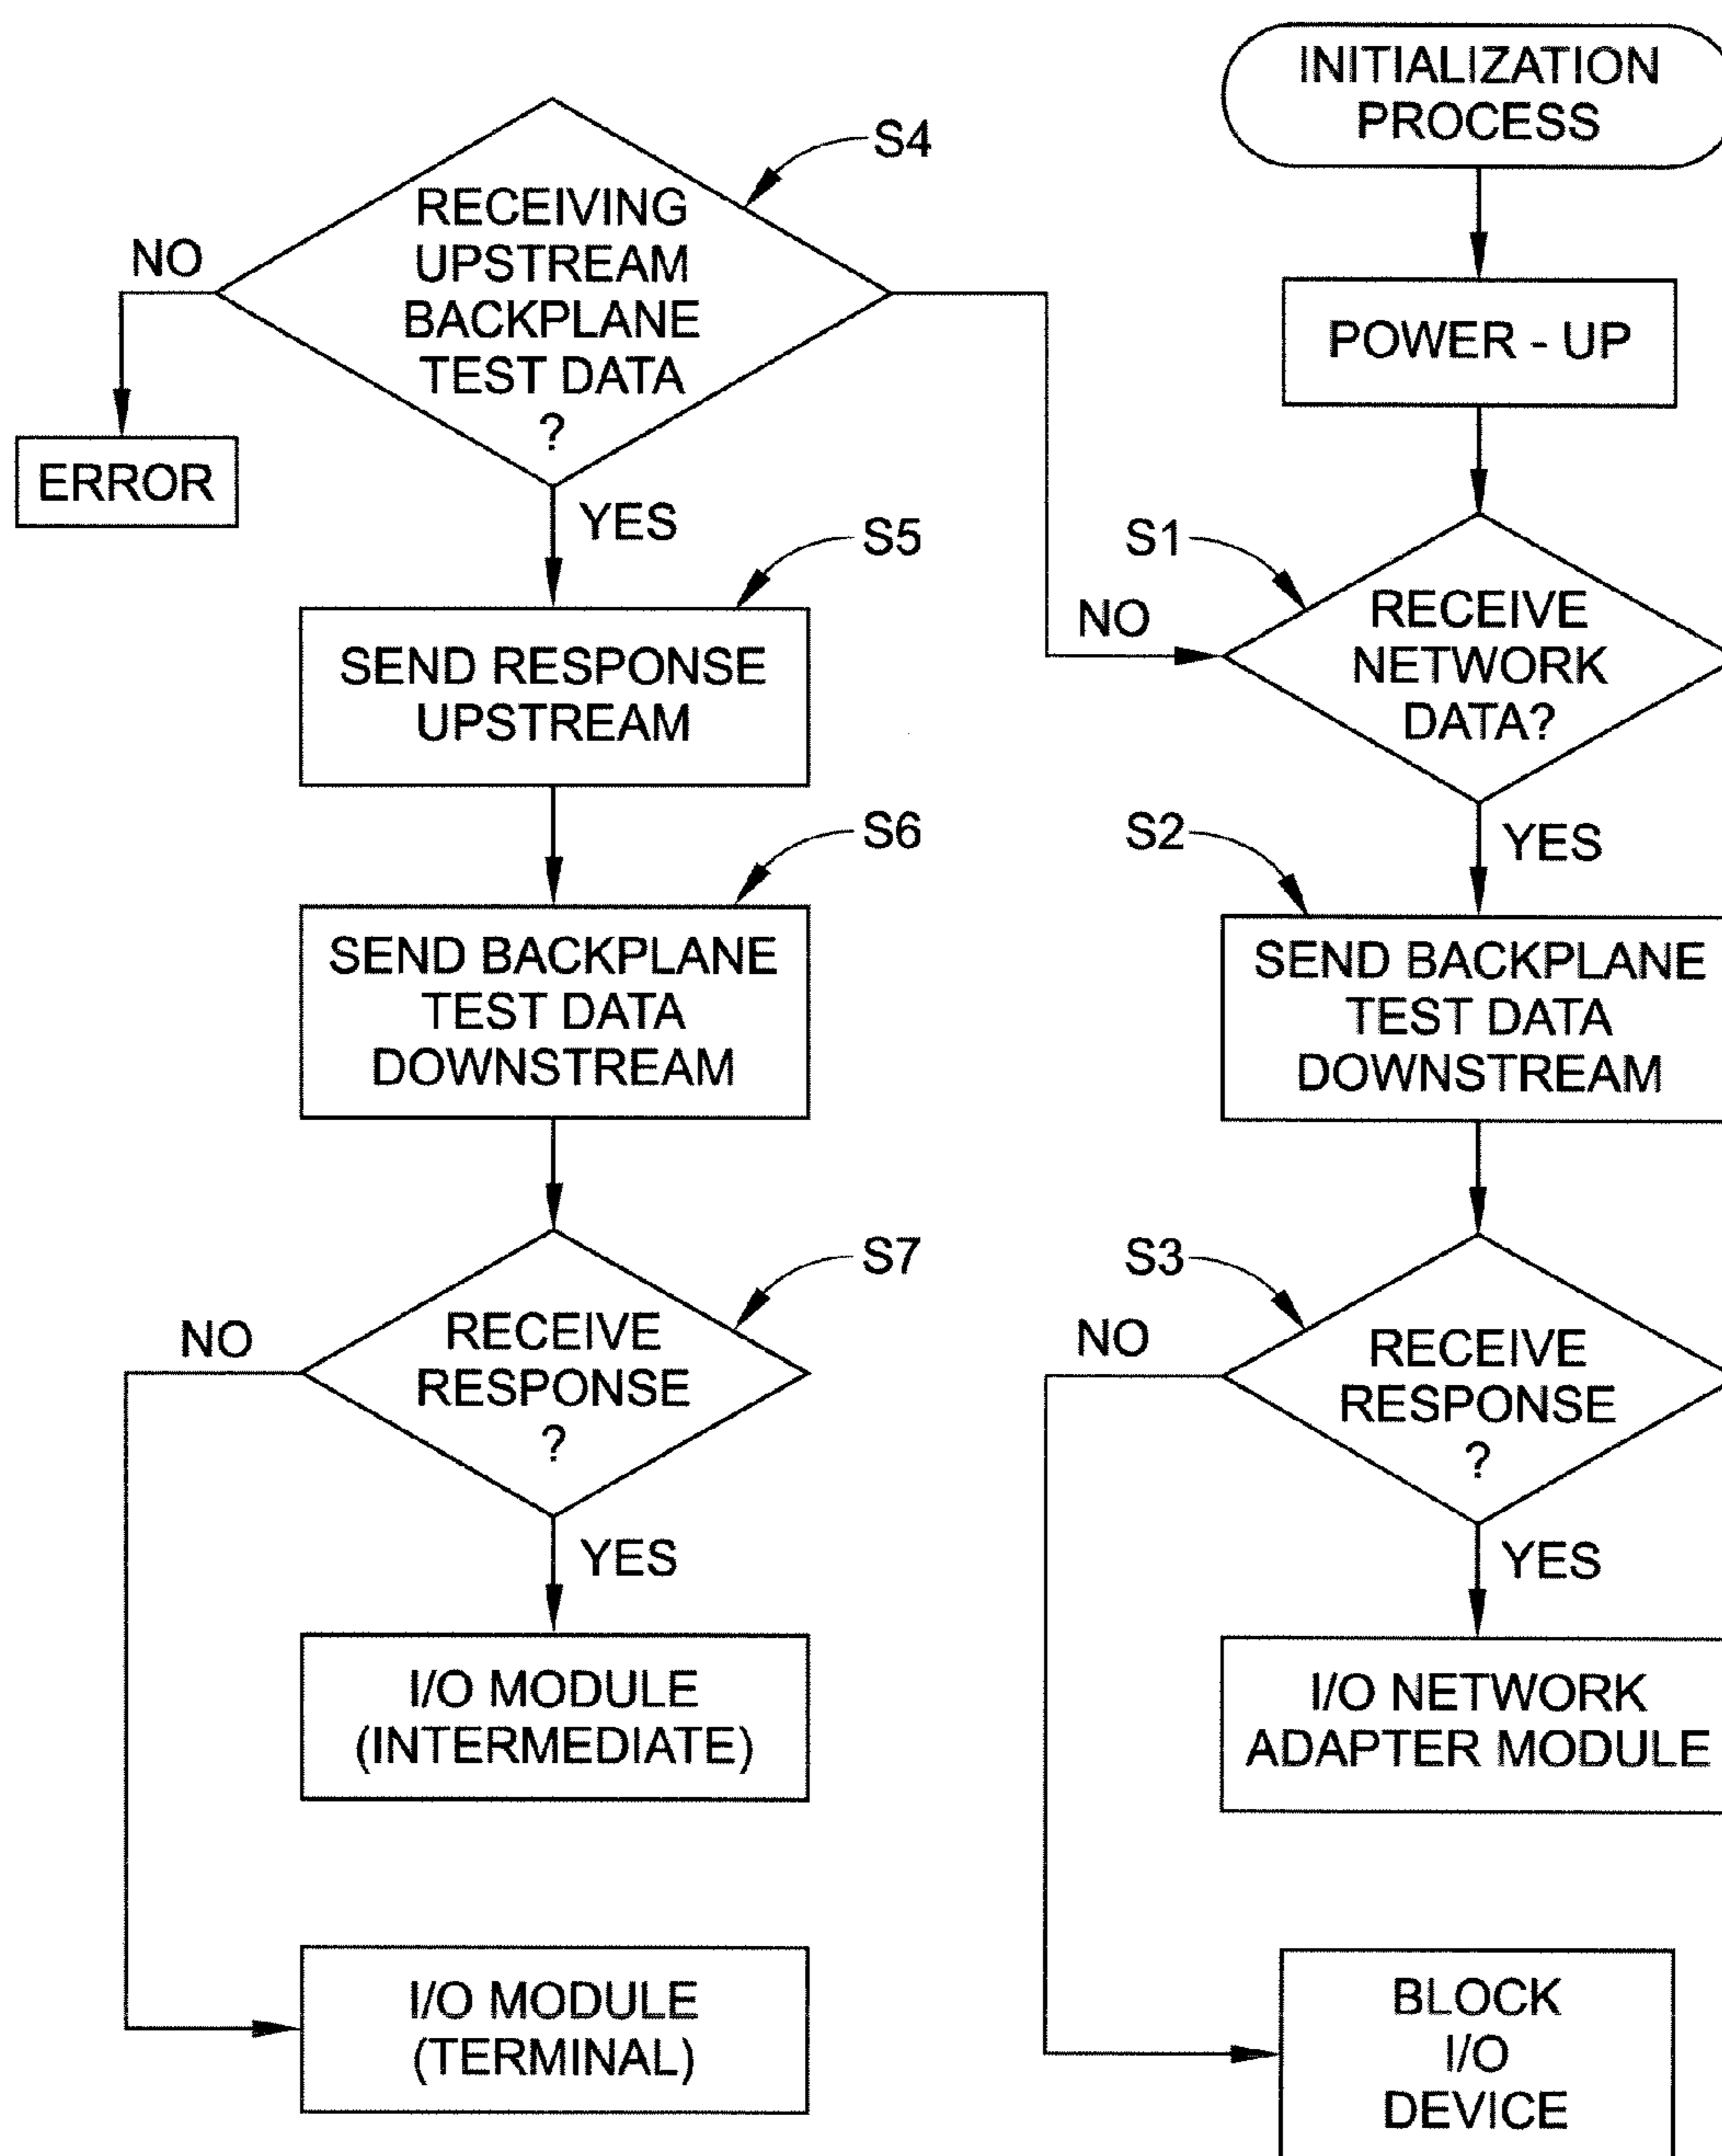 INITIALIZATION
PROCESS
POWER - UP
S1
RECEIVE
NETWORK
DATA?
NO
YES
S2
SEND BACKPLANE
TEST DATA
DOWNSTREAM
S3
RECEIVE
RESPONSE
?
NO
YES
I/O NETWORK
ADAPTER MODULE
BLOCK
I/O
DEVICE
S4
RECEIVING
UPSTREAM
BACKPLANE
TEST DATA
?
NO
ERROR
YES
S5
SEND RESPONSE
UPSTREAM
S6
SEND BACKPLANE
TEST DATA
DOWNSTREAM
S7
RECEIVE
RESPONSE
?
NO
YES
I/O MODULE
(INTERMEDIATE)
I/O MODULE
(TERMINAL)